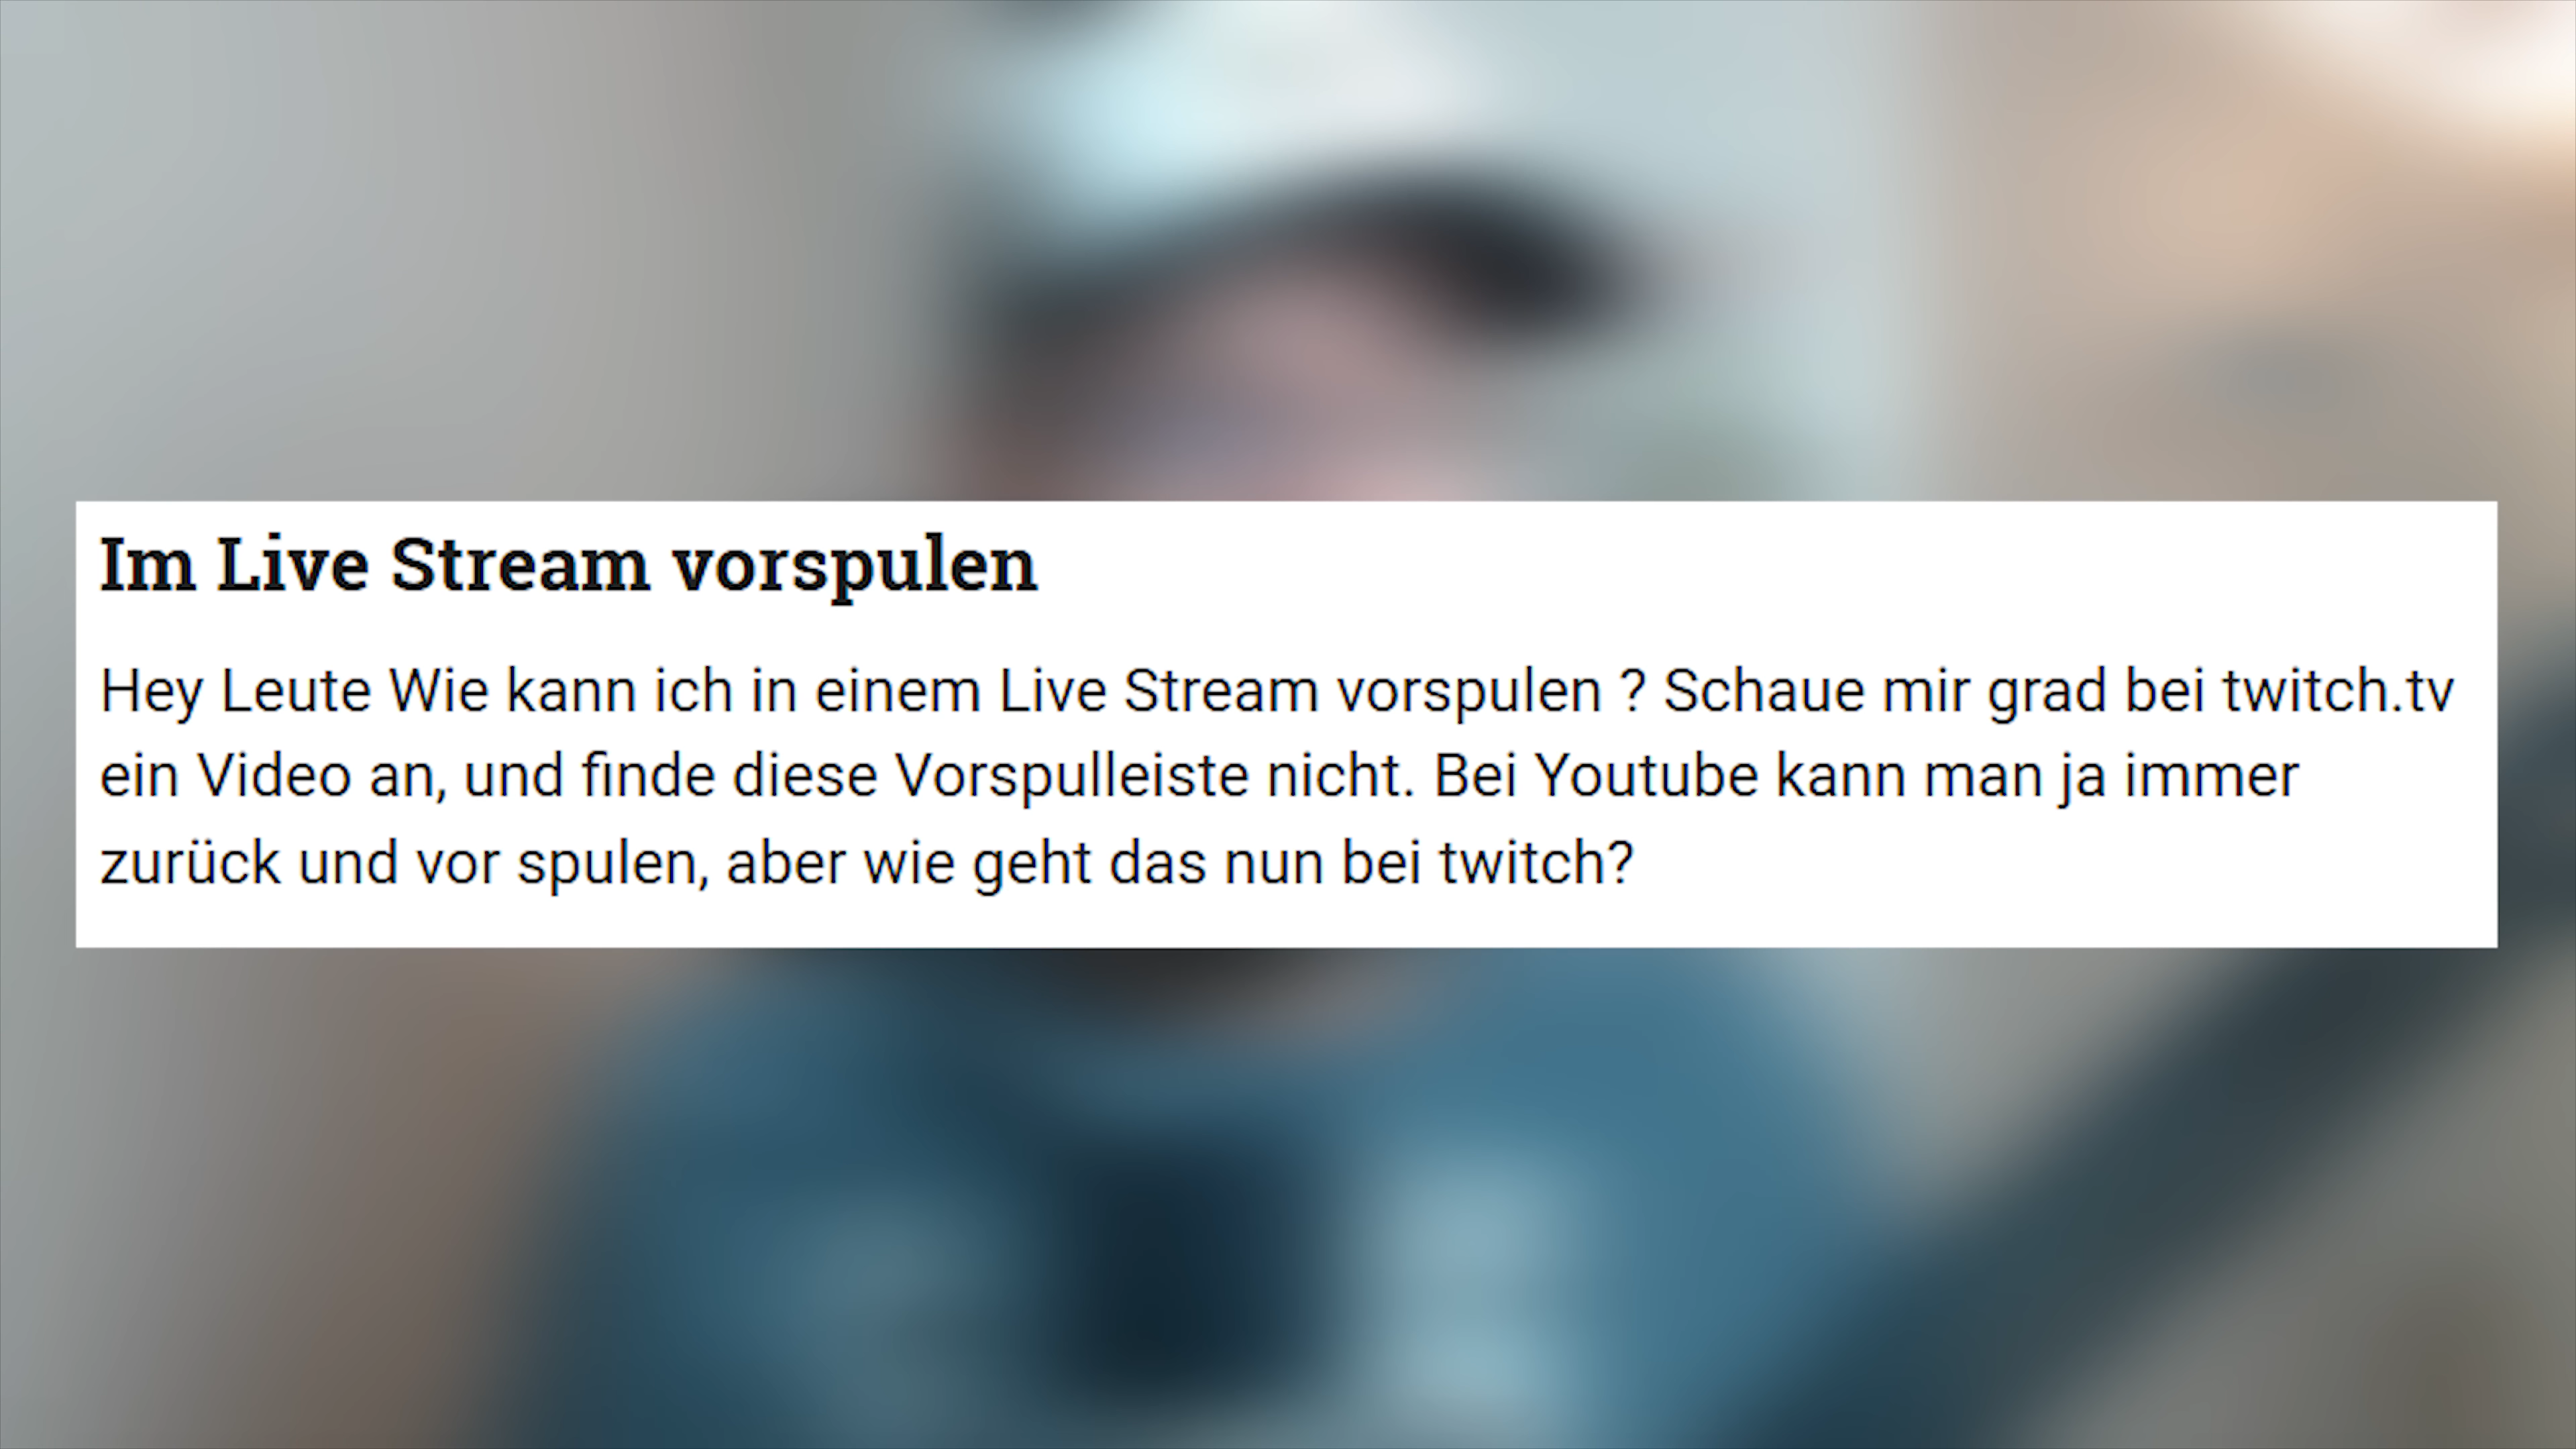 Im Live Stream vorspulen
Hey Leute Wie kann ich in einem Live Stream vorspulen ? Schaue mir grad bei twitch.tv
ein Video an, und finde diese Vorspulleiste nicht. Bei Youtube kann man ja immer
zurück und vor spulen, aber wie geht das nun bei twitch?